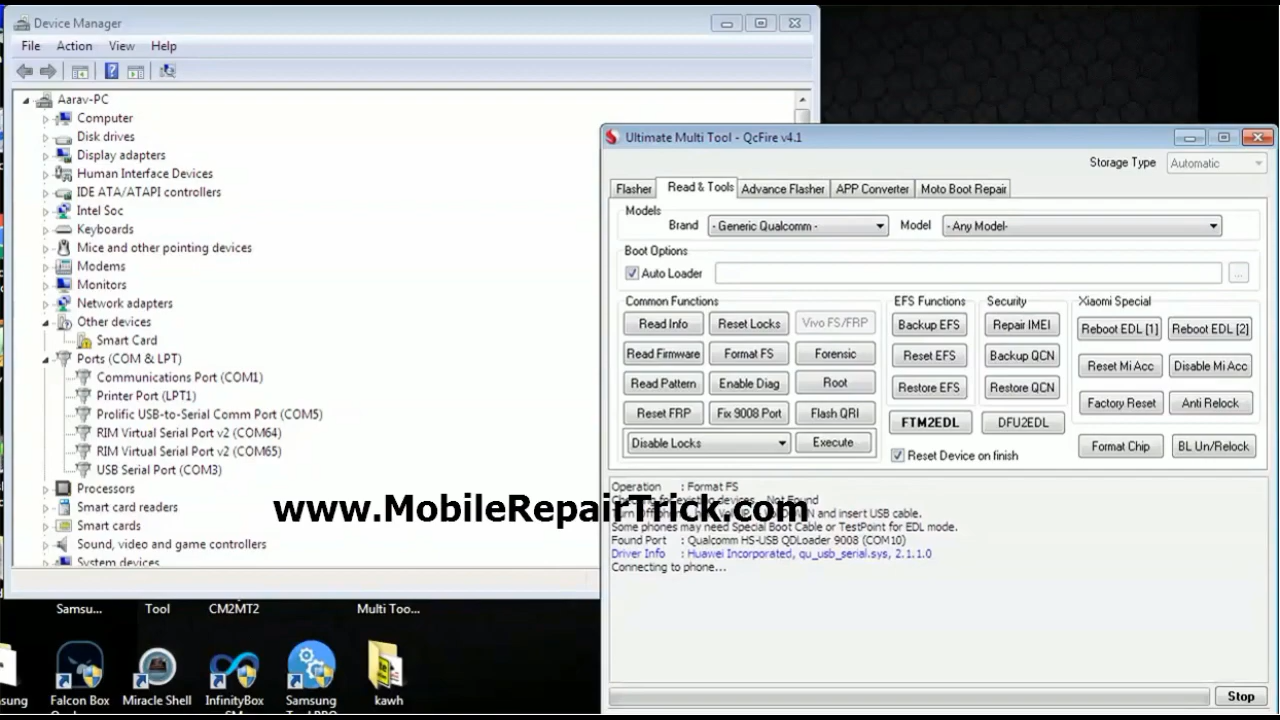 Device Manager
File Action View Help
Aarav-PC
Computer
Disk drives
Display adapters
Human Interface Devices
IDE ATA/ATAPI controllers
Intel Soc
Keyboards
Mice and other pointing devices
Modems
Monitors
Network adapters
Other devices
Smart Card
Ports (COM & LPT)
Communications Port (COM1)
Printer Port (LPT1)
Prolific USB-to-Serial Comm Port (COM5)
RIM Virtual Serial Port v2 (COM64)
RIM Virtual Serial Port v2 (COM65)
USB Serial Port (COM3)
Processors
Smart card readers
Smart cards
Sound, video and game controllers
System devices
Ultimate Multi Tool - QcFire v4.1
Storage Type Automatic
Flasher Read & Tools Advance Flasher APP Converter Moto Boot Repair
Models
Brand - Generic Qualcomm - Model - Any Model-
Boot Options
Auto Loader ...
Common Functions EFS Functions Security Xiaomi Special
Read Info Reset Locks Vivo FS/FRP Backup EFS Repair IMEI Reboot EDL [1] Reboot EDL [2]
Read Firmware Format FS Forensic Reset EFS Backup QCN Reset Mi Acc Disable Mi Acc
Read Pattern Enable Diag Root Restore EFS Restore QCN Factory Reset Anti Relock
Reset FRP Fix 9008 Port Flash QRI FTM2EDL DFU2EDL
Disable Locks Execute Reset Device on finish Format Chip BL Un/Relock
Operation : Format FS
existing devices Not Found
www.MobileRepairTrick.com
and insert USB cable.
Some phones may need Special Boot Cable or TestPoint for EDL mode.
Found Port : Qualcomm HS-USB QDLoader 9008 (COM10)
Driver Info : Huawei Incorporated, qu_usb_serial.sys, 2.1.1.0
Connecting to phone...
Stop
Samsu... Tool CM2MT2 Multi Too...
Falcon Box Miracle Shell InfinityBox Samsung kawh